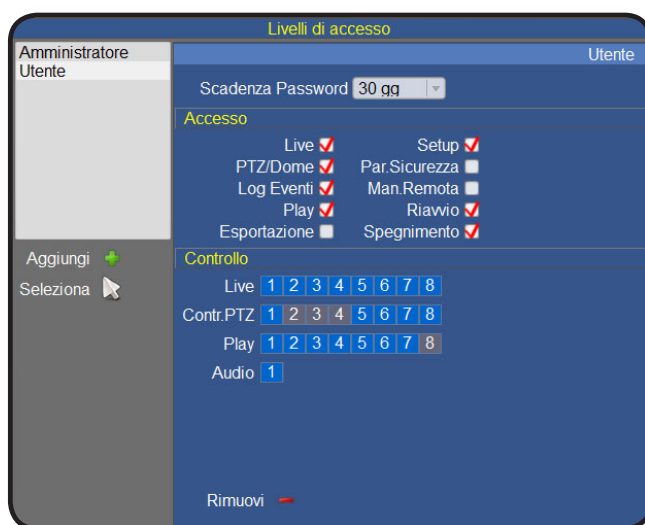 Livelli di accesso
Amministratore
Utente
Aggiungi
Seleziona
Utente
Scadenza Password 30 gg
Accesso
Live Setup
PTZ/Dome Par.Sicurezza
Log Eventi Man.Remota
Play Riavvio
Esportazione Spegnimento
Controllo
Live 1 2 3 4 5 6 7 8
Contr.PTZ 1 2 3 4 5 6 7 8
Play 1 2 3 4 5 6 7 8
Audio 1
Rimuovi